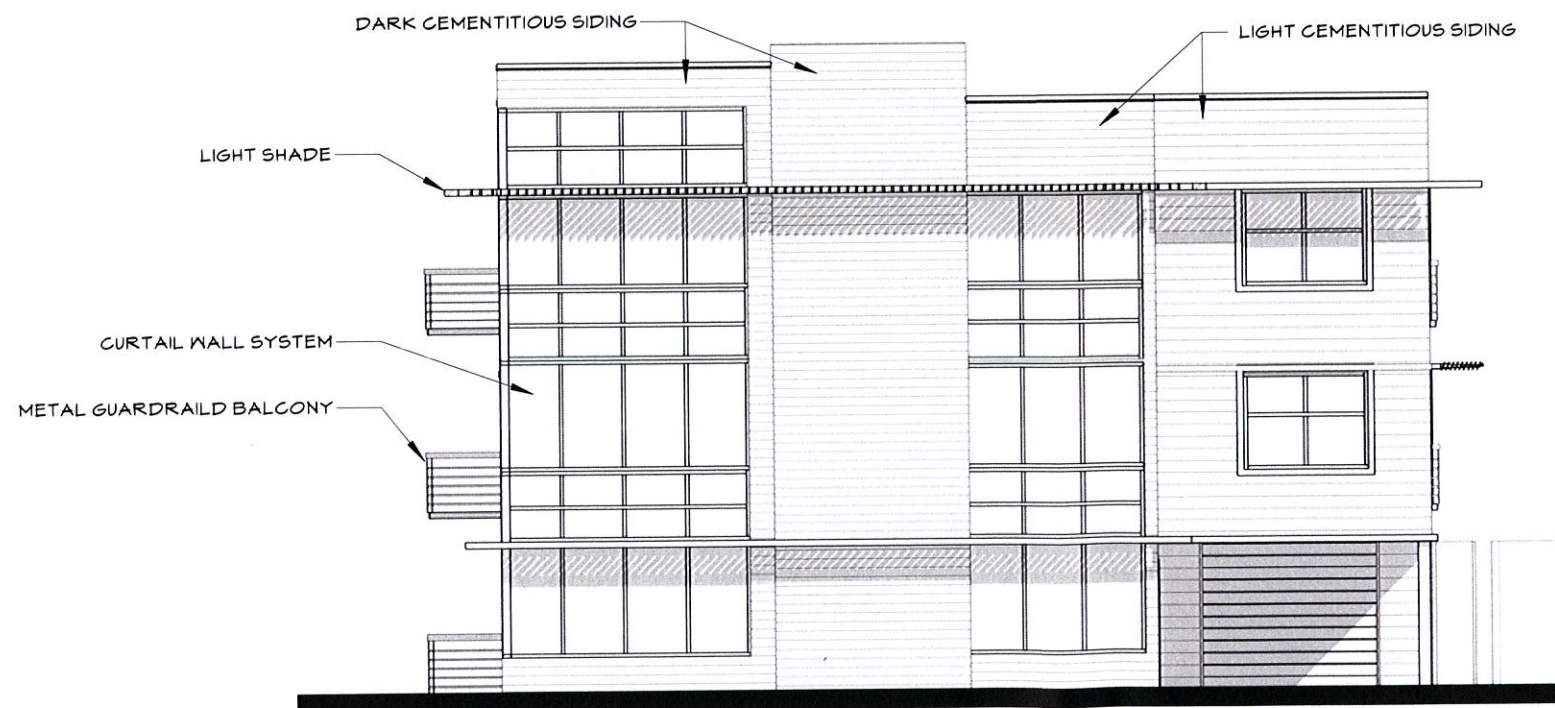 DARK CEMENTITIOUS SIDING
LIGHT CEMENTITIOUS SIDING
LIGHT SHADE
CURTAIL WALL SYSTEM
METAL GUARDRAILD BALCONY